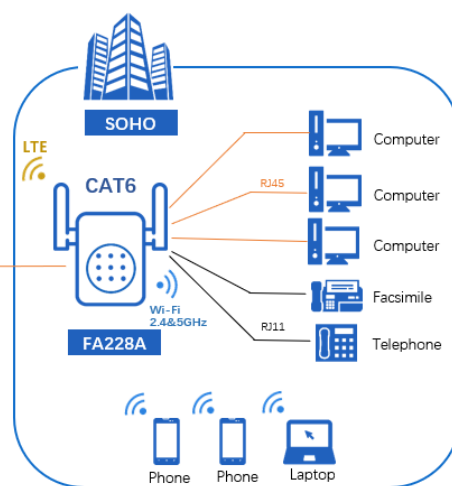 SOHO
LTE
CAT6
Computer
RJ45
Computer
Computer
Wi-Fi
2.4&5GHz
Facsimile
RJ11
FA228A
Telephone
Phone
Phone
Laptop